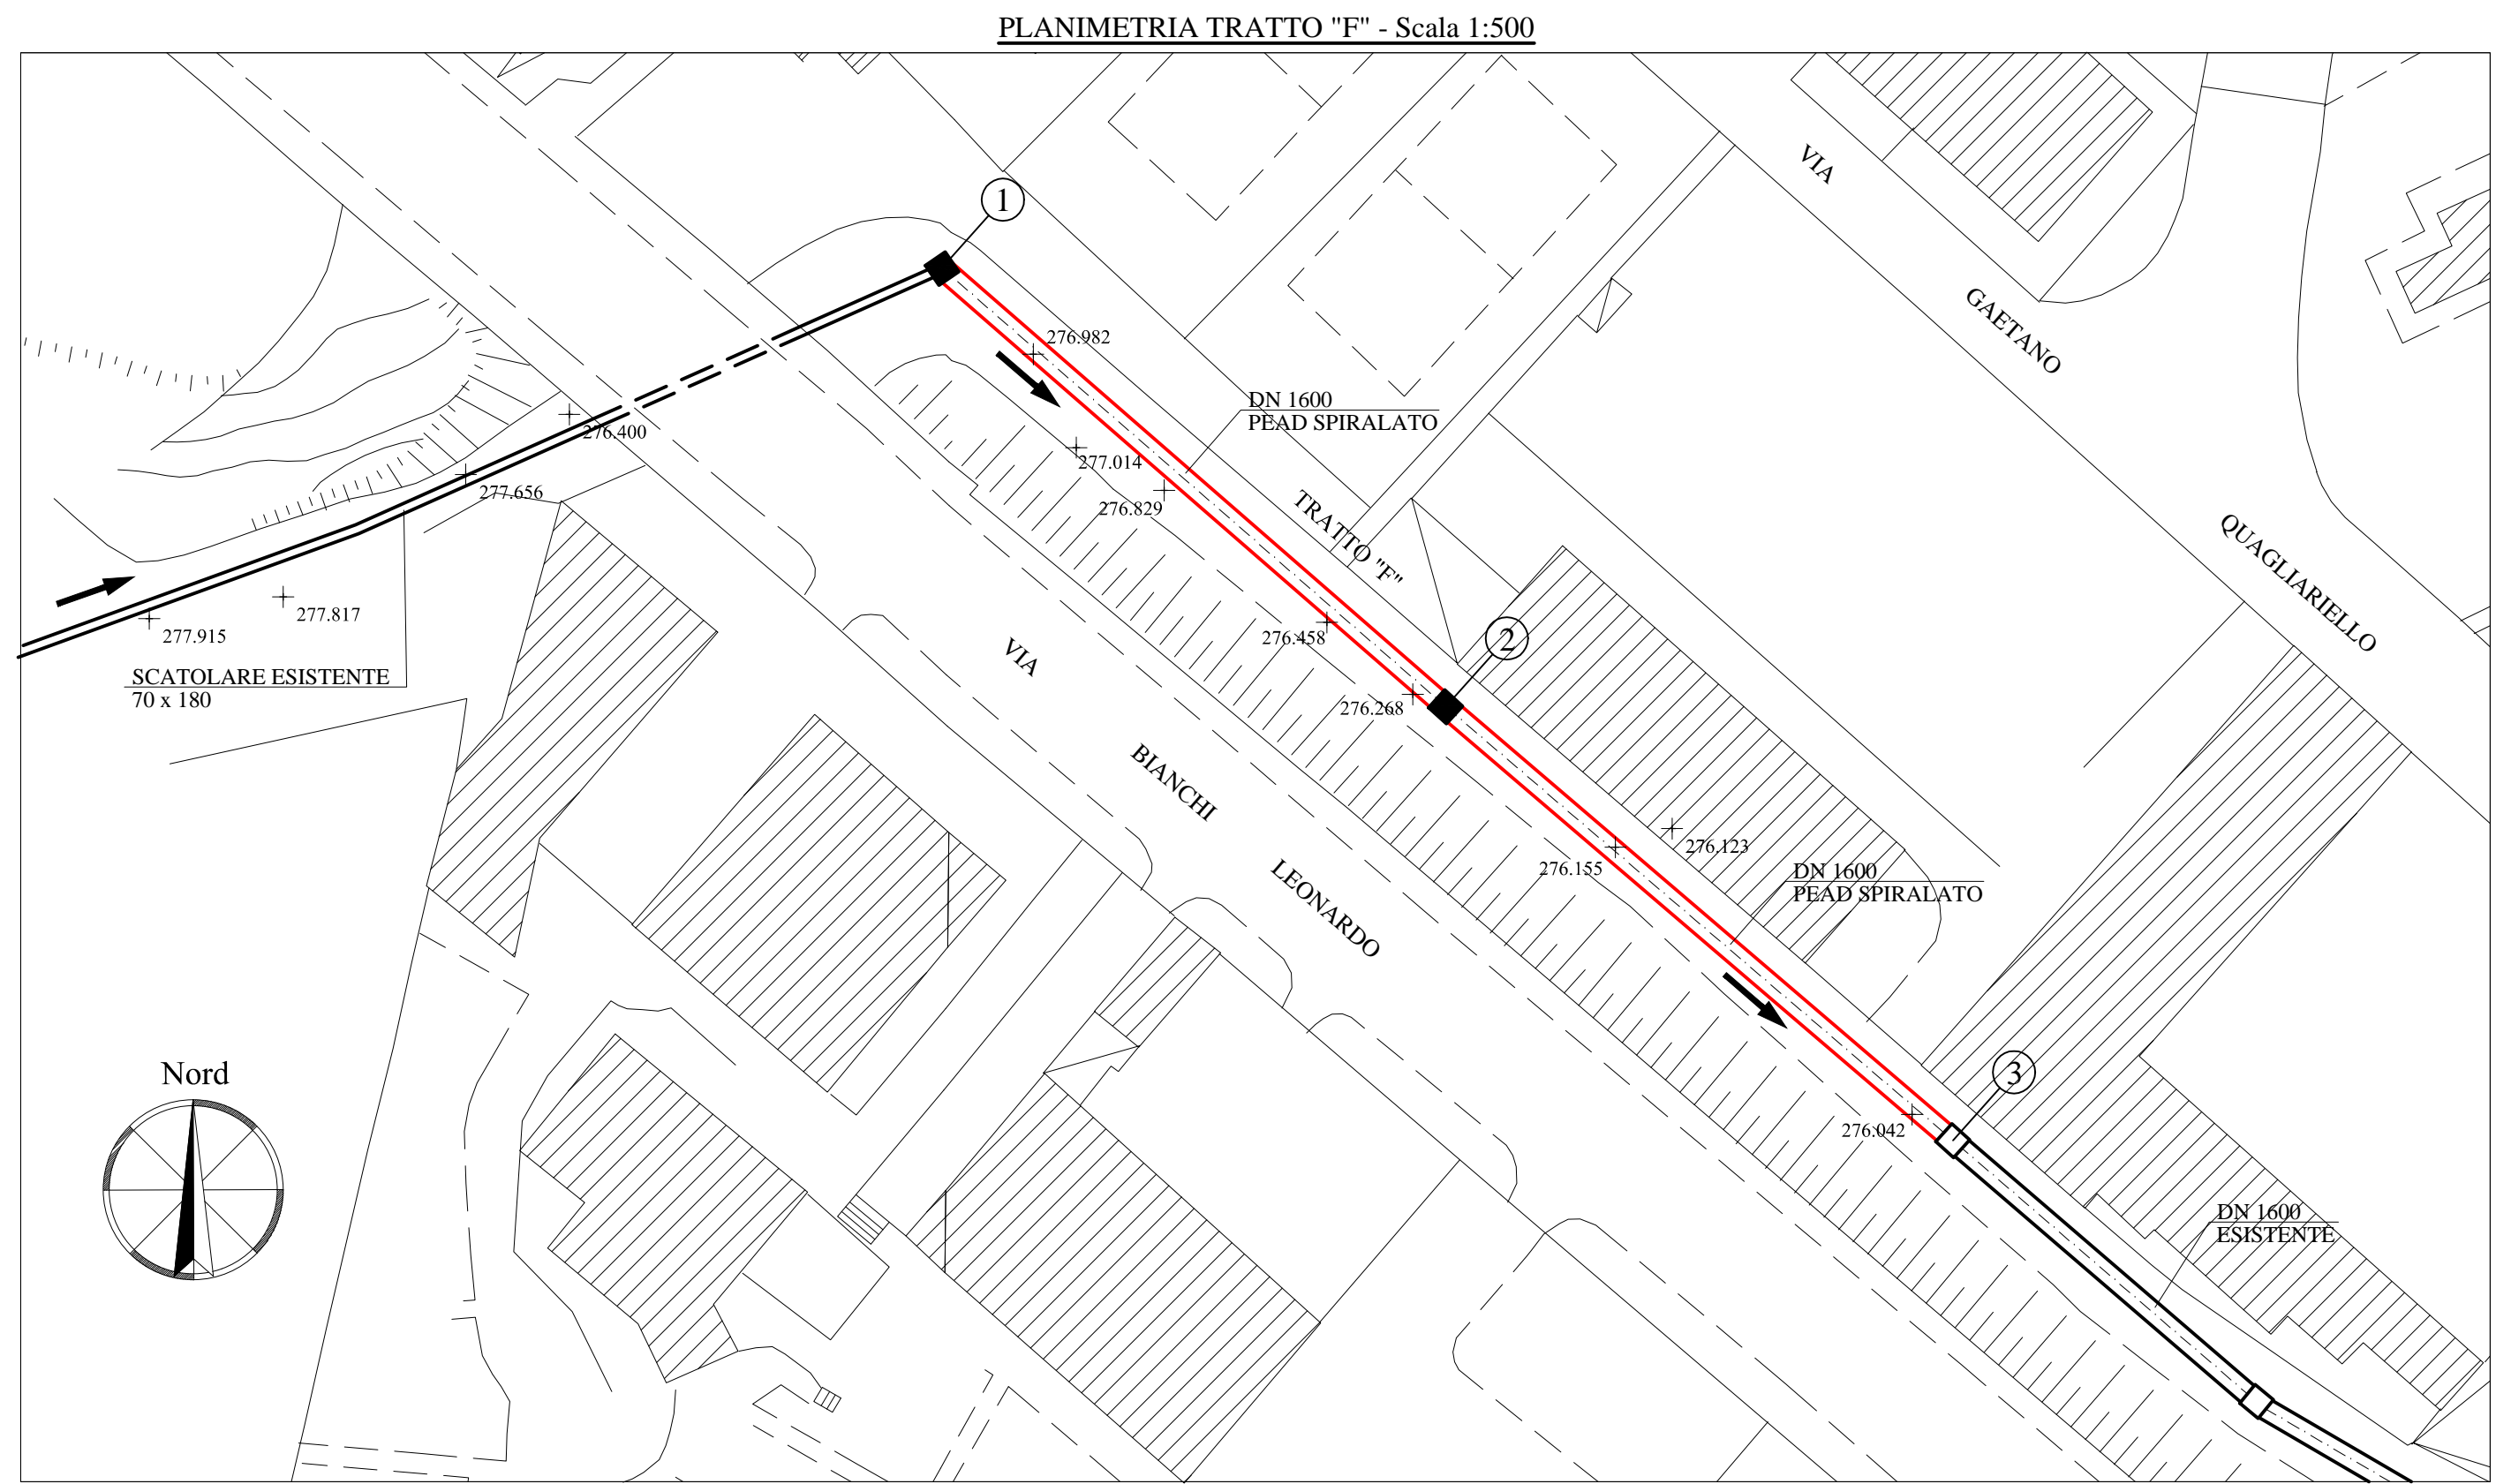 PLANIMETRIA TRATTO "F" - Scala 1:500
1
VIA
GAETANO
QUAGLIARIELLO
276.982
DN 1600
PEAD SPIRALATO
276.400
277.014
277.656
276.829
TRATTO "F"
277.817
277.915
276.458
2
VIA
SCATOLARE ESISTENTE
70 x 180
276.268
BIANCHI
276.123
276.155
LEONARDO
DN 1600
PEAD SPIRALATO
Nord
3
276.042
DN 1600
ESISTENTE